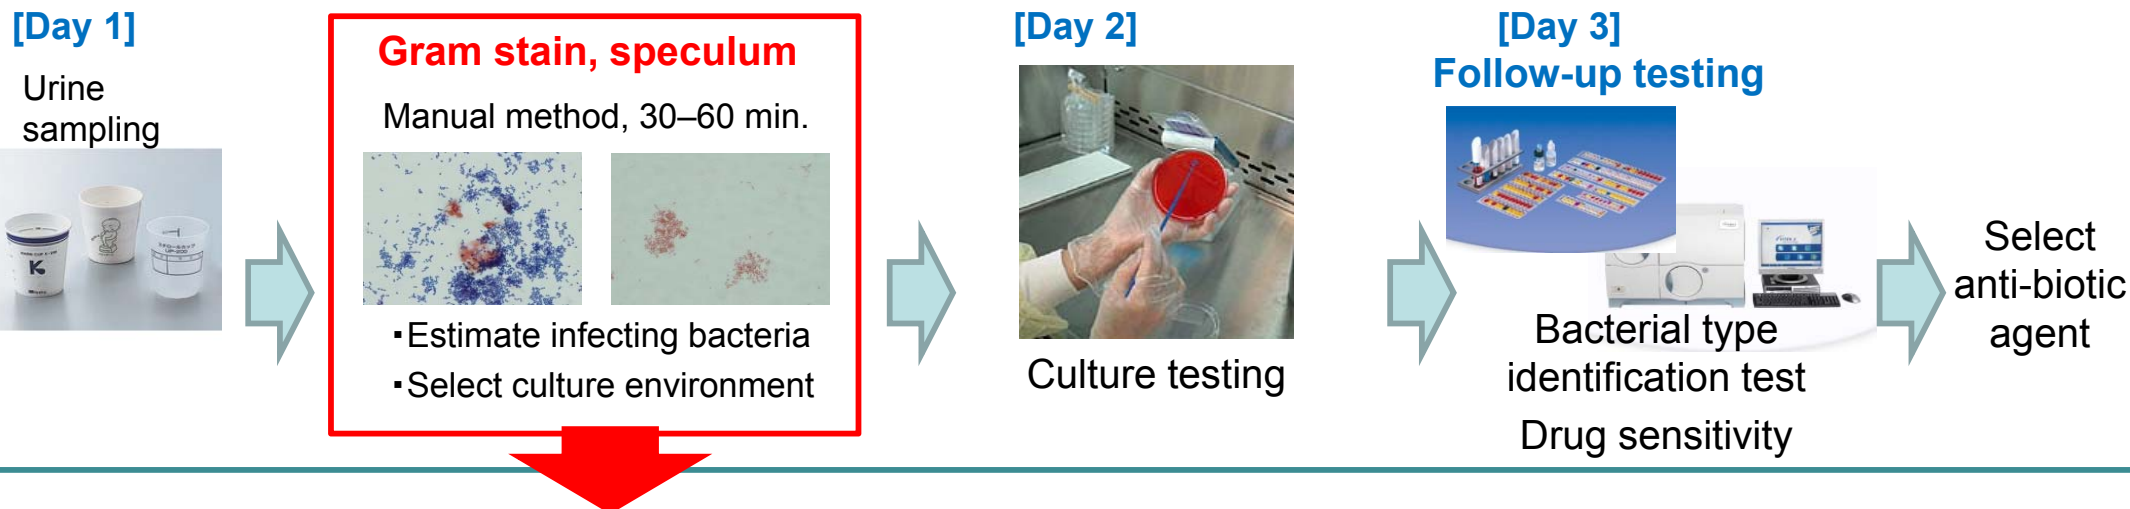 [Day 1]
Urine
sampling
Gram stain, speculum
Manual method, 30–60 min.
▪Estimate infecting bacteria
▪Select culture environment
[Day 2]
Culture testing
[Day 3]
Follow-up testing
Bacterial type
identification test
Drug sensitivity
Select
anti-biotic
agent